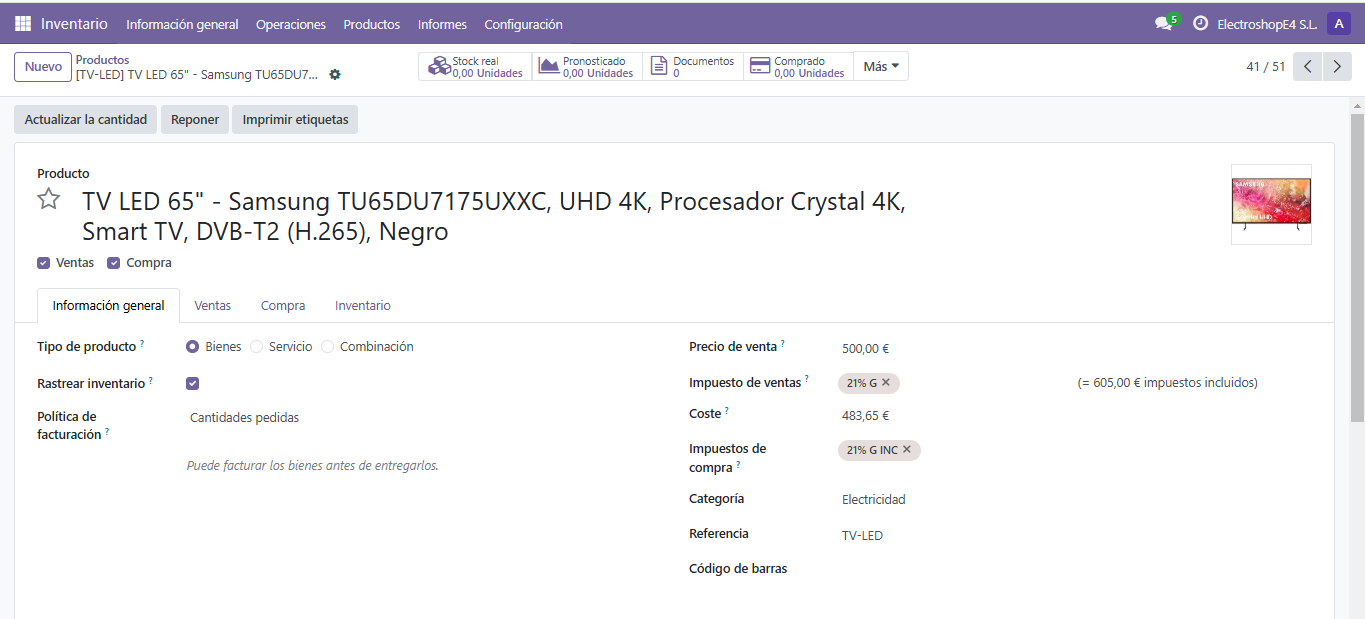 Inventario Información general Operaciones Productos Informes Configuración 5 ElectroshopE4 S.L. A
Nuevo
Productos
[TV-LED] TV LED 65" - Samsung TU65DU7...
Stock real
0,00 Unidades
Pronosticado
0,00 Unidades
Documentos
0
Comprado
0,00 Unidades
Más
41 / 51
Actualizar la cantidad Reponer Imprimir etiquetas
Producto
TV LED 65" - Samsung TU65DU7175UXXC, UHD 4K, Procesador Crystal 4K,
Smart TV, DVB-T2 (H.265), Negro
SAMSUNG
Ventas Compra
Información general Ventas Compra Inventario
Tipo de producto ? Bienes Servicio Combinación
Rastrear inventario ?
Política de
facturación ?
Cantidades pedidas
Puede facturar los bienes antes de entregarlos.
Precio de venta ? 500,00 €
Impuesto de ventas ? 21% G ✕ (= 605,00 € impuestos incluidos)
Coste ? 483,65 €
Impuestos de
compra ?
21% G INC ✕
Categoría Electricidad
Referencia TV-LED
Código de barras